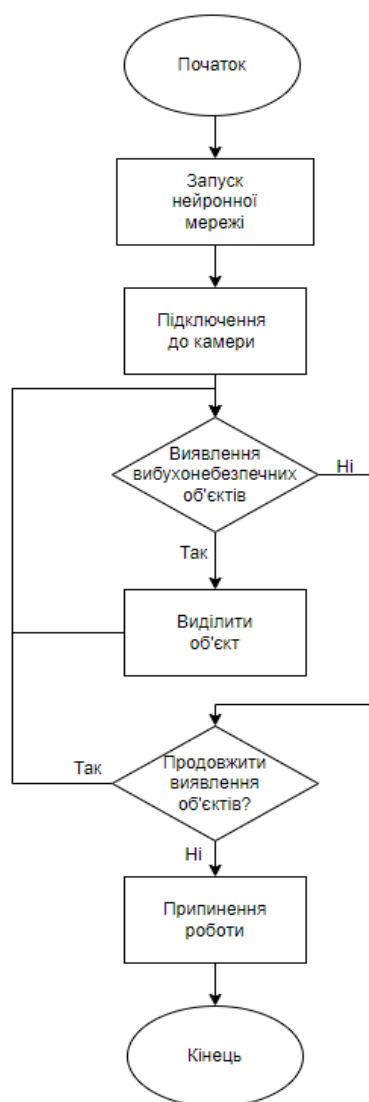 Початок
Запуск
нейронної
мережі
Підключення
до камери
Виявлення
вибухонебезпечних
об'єктів
Ні
Так
Виділити
об'єкт
Продовжити
виявлення
об'єктів?
Так
Ні
Припинення
роботи
Кінець